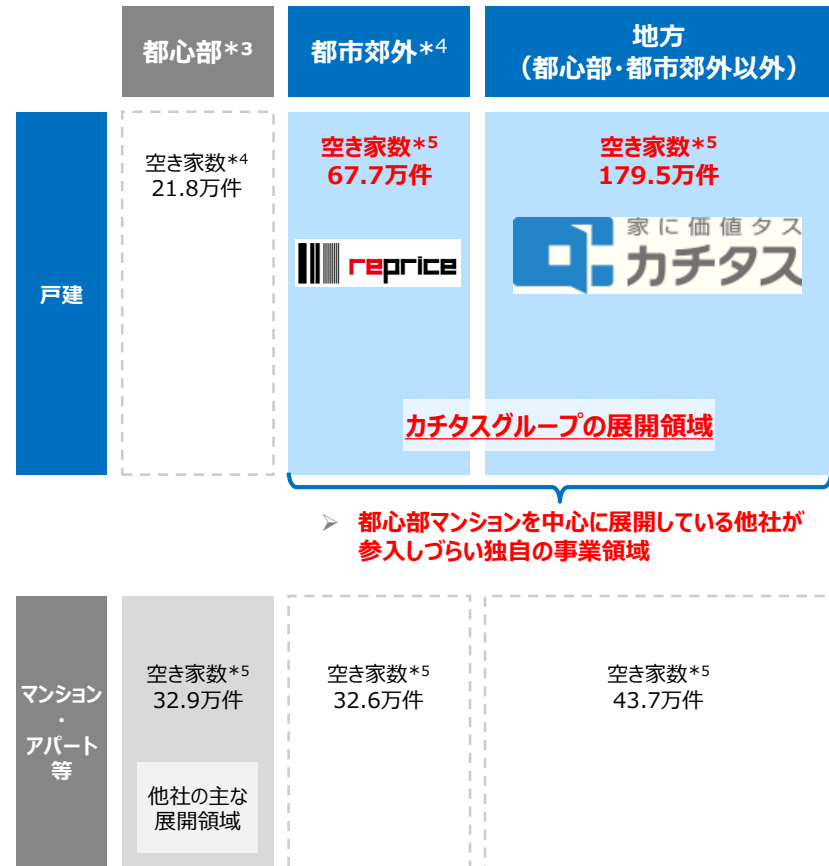 都心部*3
都市郊外*4
地方
（都心部・都市郊外以外）
戸建
空き家数*4
21.8万件
空き家数*5
67.7万件
reprice
空き家数*5
179.5万件
家に価値タス
カチタス
カチタスグループの展開領域
➢ 都心部マンションを中心に展開している他社が
参入しづらい独自の事業領域
マンション
・
アパート
等
空き家数*5
32.9万件
他社の主な
展開領域
空き家数*5
32.6万件
空き家数*5
43.7万件